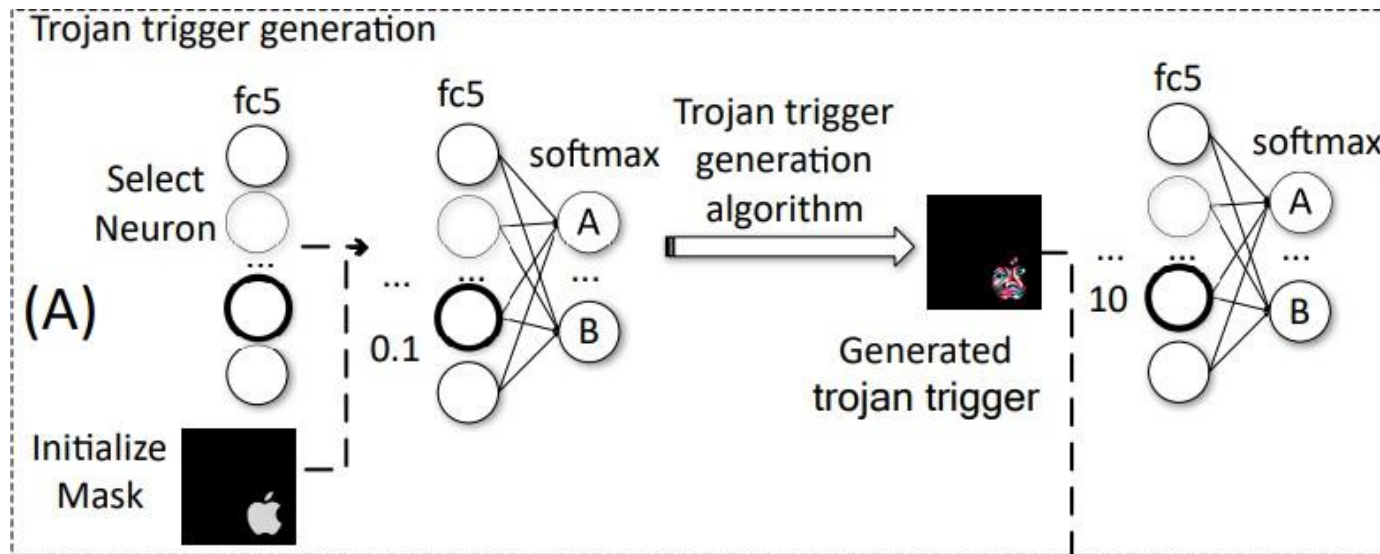 Trojan trigger generation
fc5
Select
Neuron
...
(A)
Initialize
Mask
fc5
softmax
A
...
...
...
B
0.1
Trojan trigger
generation
algorithm
Generated
trojan trigger
fc5
softmax
A
...
...
...
10
B